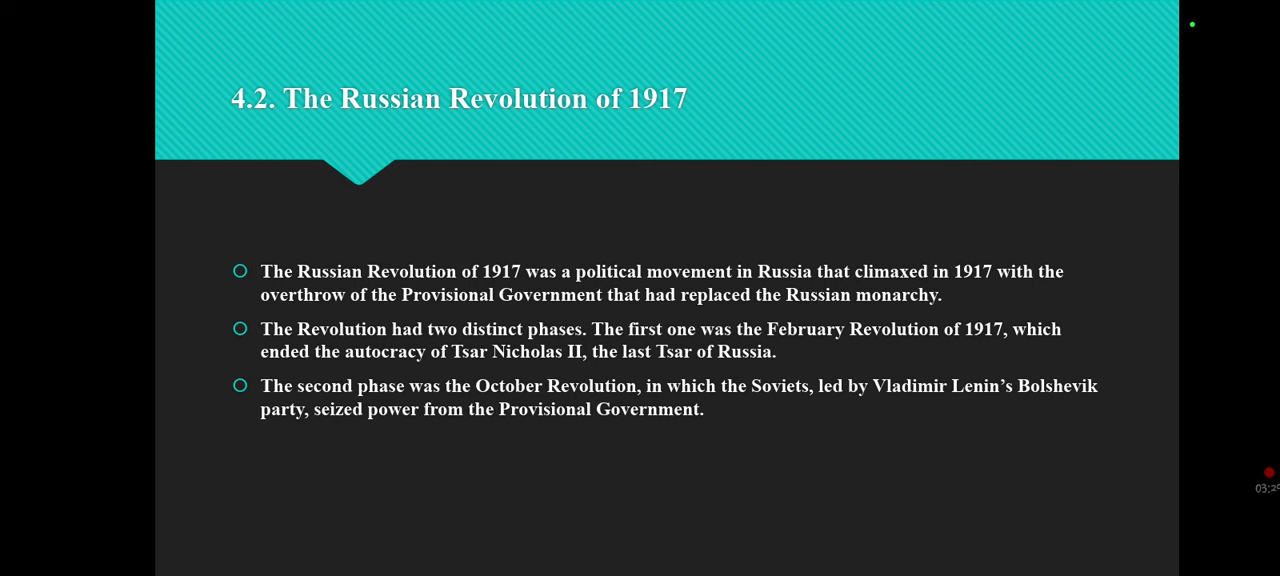 4.2. The Russian Revolution of 1917
The Russian Revolution of 1917 was a political movement in Russia that climaxed in 1917 with the
overthrow of the Provisional Government that had replaced the Russian monarchy.
The Revolution had two distinct phases. The first one was the February Revolution of 1917, which
ended the autocracy of Tsar Nicholas II, the last Tsar of Russia.
The second phase was the October Revolution, in which the Soviets, led by Vladimir Lenin’s Bolshevik
party, seized power from the Provisional Government.